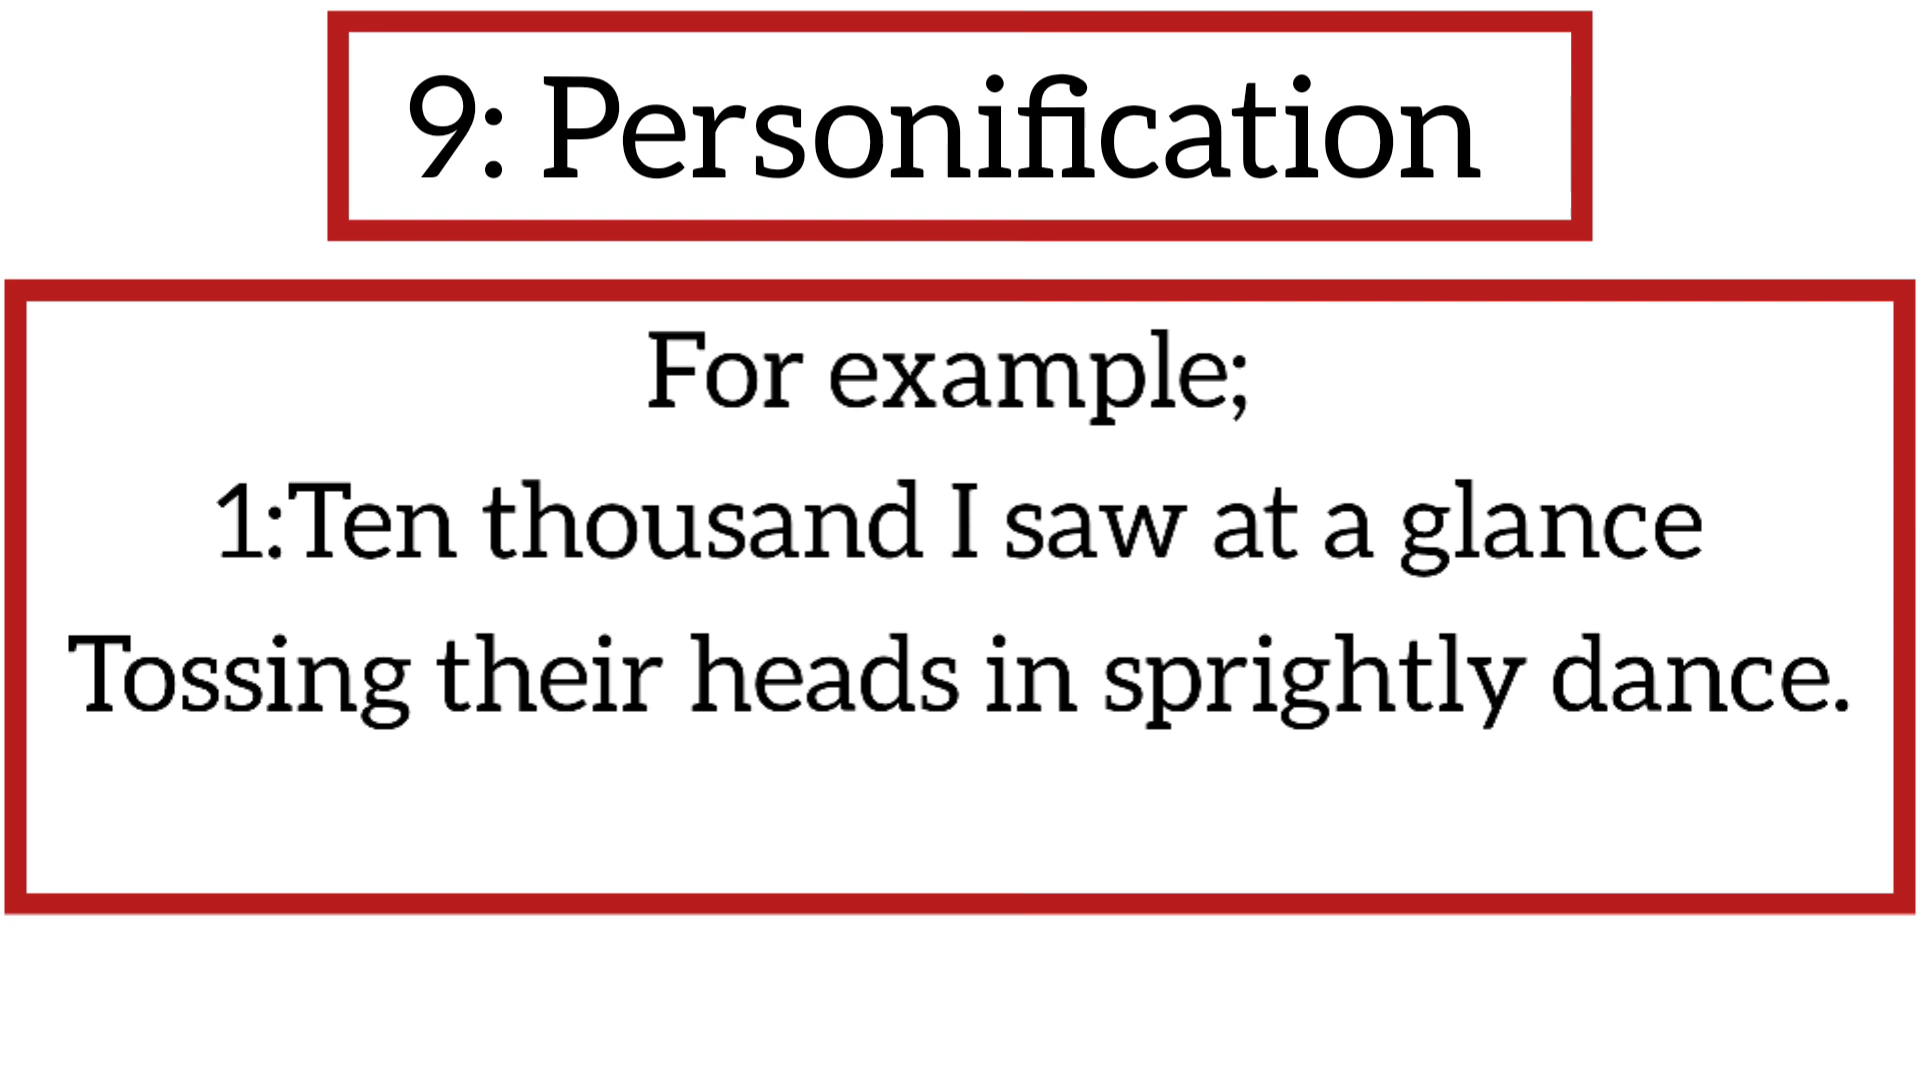 9: Personification
For example;
1:Ten thousand I saw at a glance
Tossing their heads in sprightly dance.